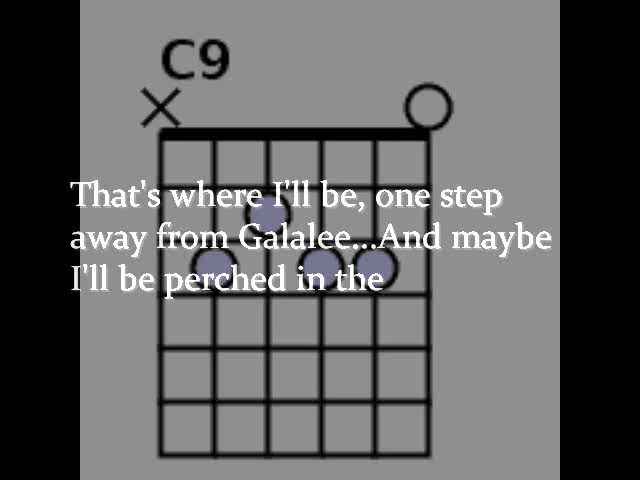 C9
That's where I'll be, one step
away from Galalee...And maybe
I'll be perched in the